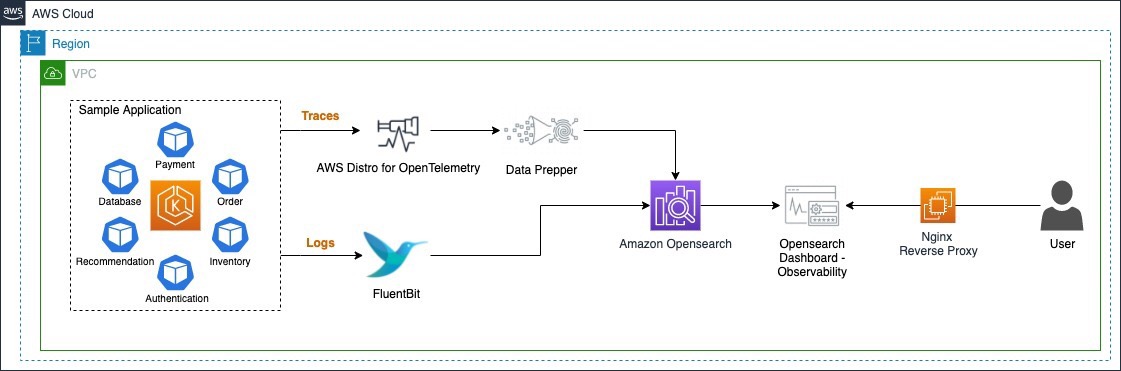 aws
AWS Cloud
Region
VPC
Sample Application
Payment
Database
Order
K
Recommendation
Inventory
Authentication
Traces
AWS Distro for OpenTelemetry
Data Prepper
Logs
FluentBit
Amazon Opensearch
Opensearch
Dashboard -
Observability
Nginx
Reverse Proxy
User